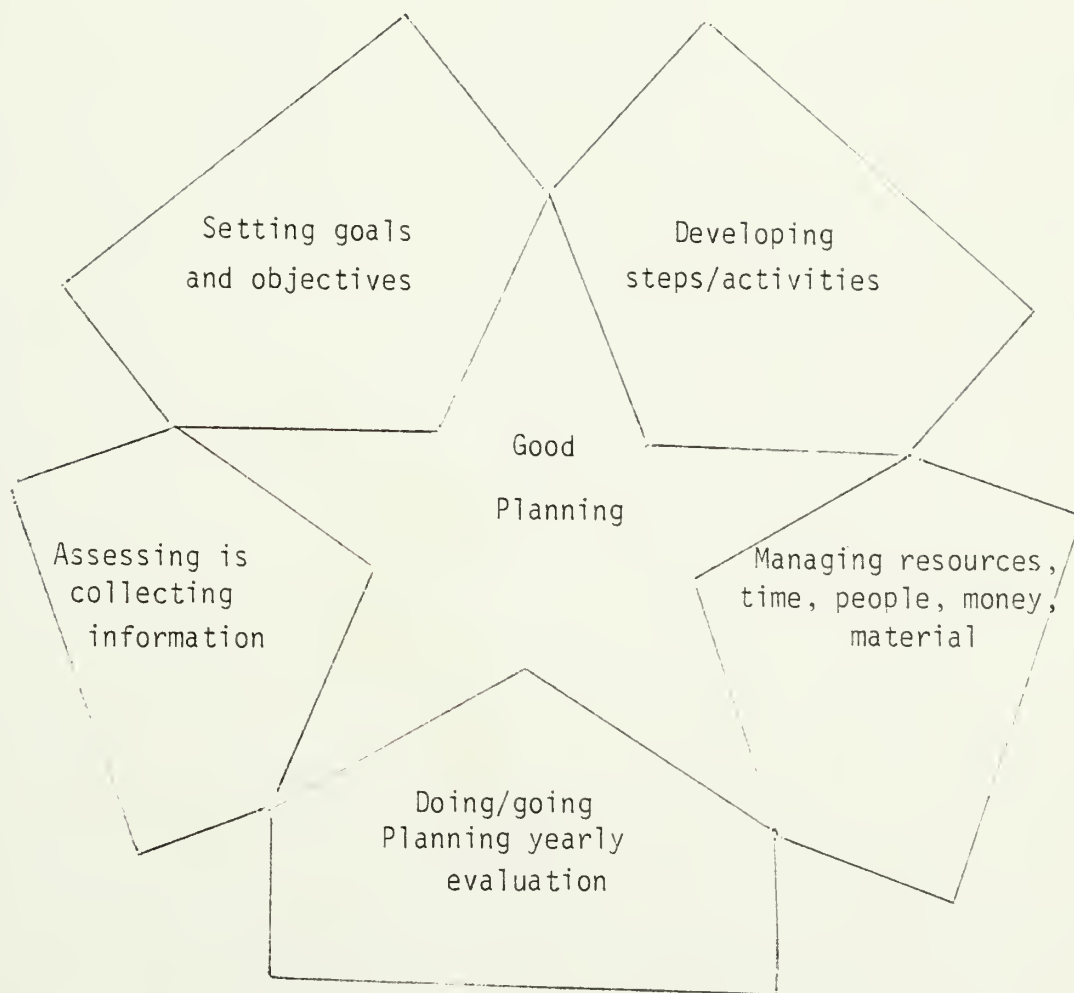 Setting goals
and objectives
Developing
steps/activities
Good
Planning
Assessing is
collecting
information
Managing resources,
time, people, money,
material
Doing/going
Planning yearly
evaluation